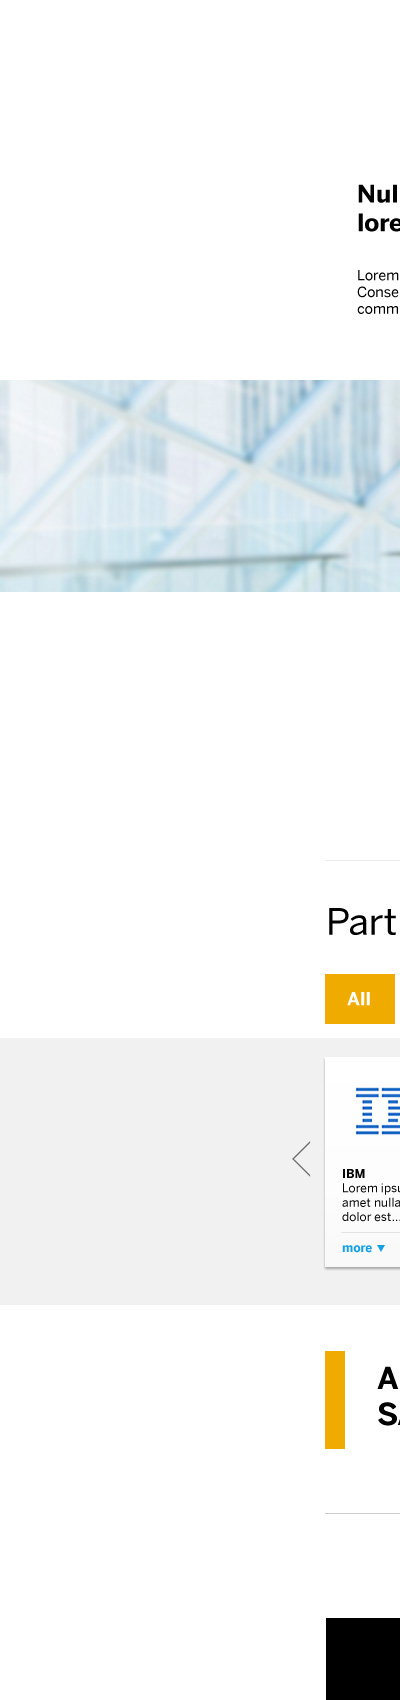 Nul
lore
Lorem
Conse
comm
Part
All
IBM
Lorem ipsu
amet nulla
dolor est...
more
A
SA